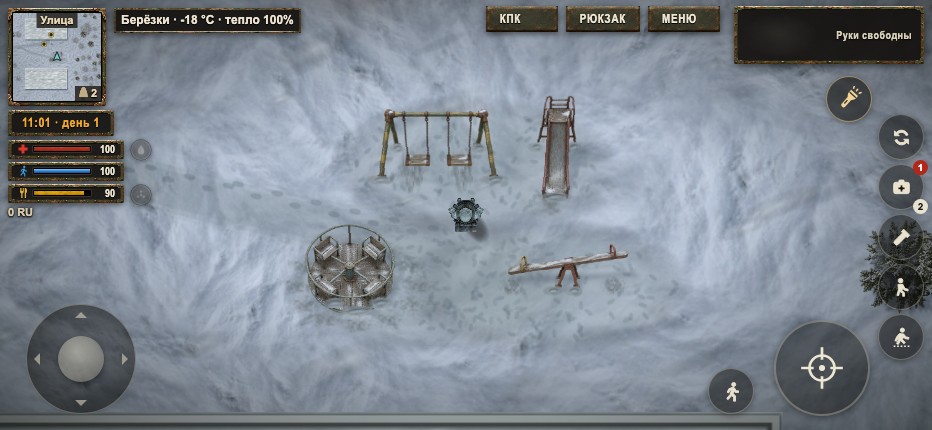 Улица
Берёзки · -18 °C · тепло 100%
КПК
РЮКЗАК
МЕНЮ
Руки свободны
2
11:01 · день 1
100
100
90
0 RU
1
2